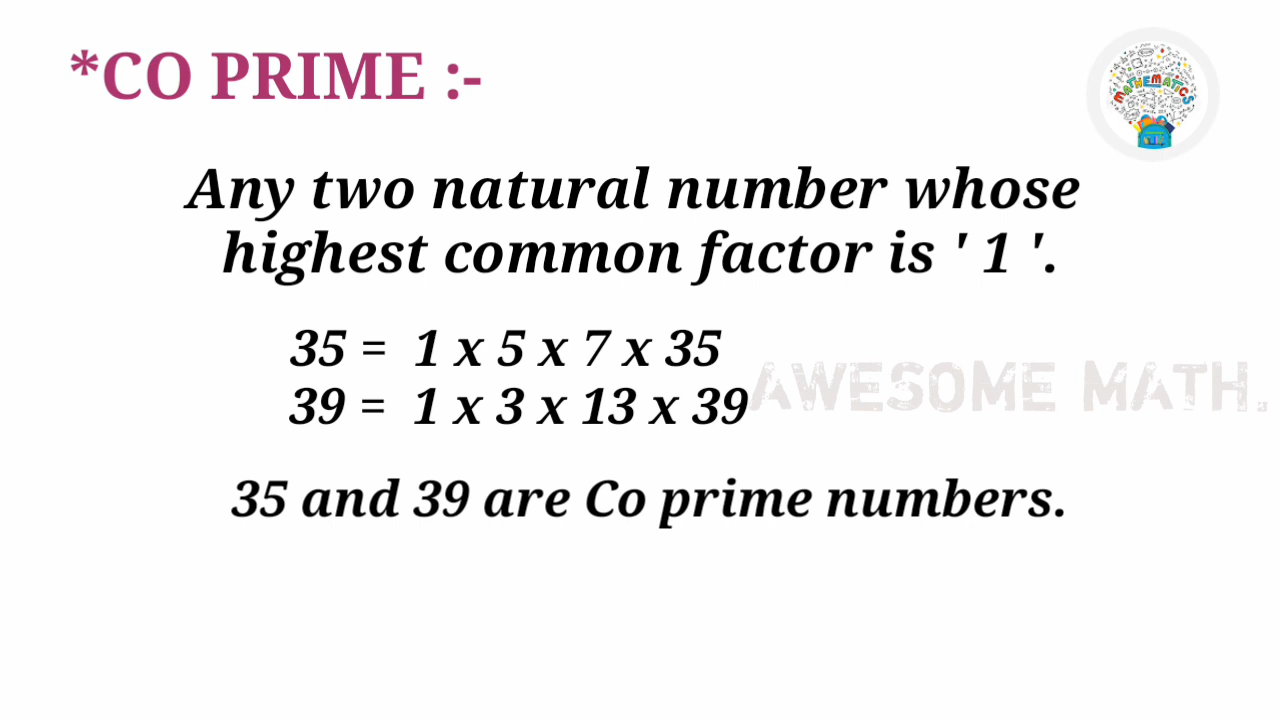 *CO PRIME :-
MATHEMATICS
Any two natural number whose
highest common factor is ' 1 '.
35 = 1 x 5 x 7 x 35
AWESOME MATH.
39 = 1 x 3 x 13 x 39
35 and 39 are Co prime numbers.